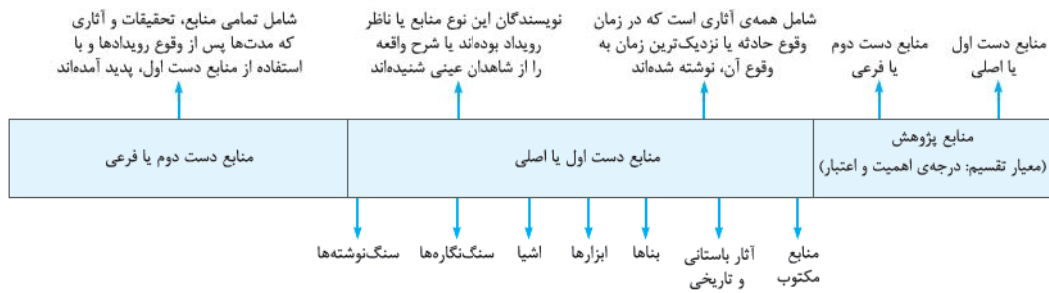 منابع دست اول
یا اصلی
منابع دست دوم
یا فرعی
شامل همه‌ی آثاری است که در زمان
وقوع حادثه یا نزدیک‌ترین زمان به
وقوع آن، نوشته شده‌اند
نویسندگان این نوع منابع یا ناظر
رویداد بوده‌اند یا شرح واقعه
را از شاهدان عینی شنیده‌اند
شامل تمامی منابع، تحقیقات و آثاری
که مدت‌ها پس از وقوع رویدادها و با
استفاده از منابع دست اول، پدید آمده‌اند
منابع پژوهش
(معیار تقسیم: درجه‌ی اهمیت و اعتبار)
منابع دست اول یا اصلی
منابع دست دوم یا فرعی
منابع
مکتوب
آثار باستانی
و تاریخی
بناها
ابزارها
اشیا
سنگ‌نگاره‌ها
سنگ‌نوشته‌ها